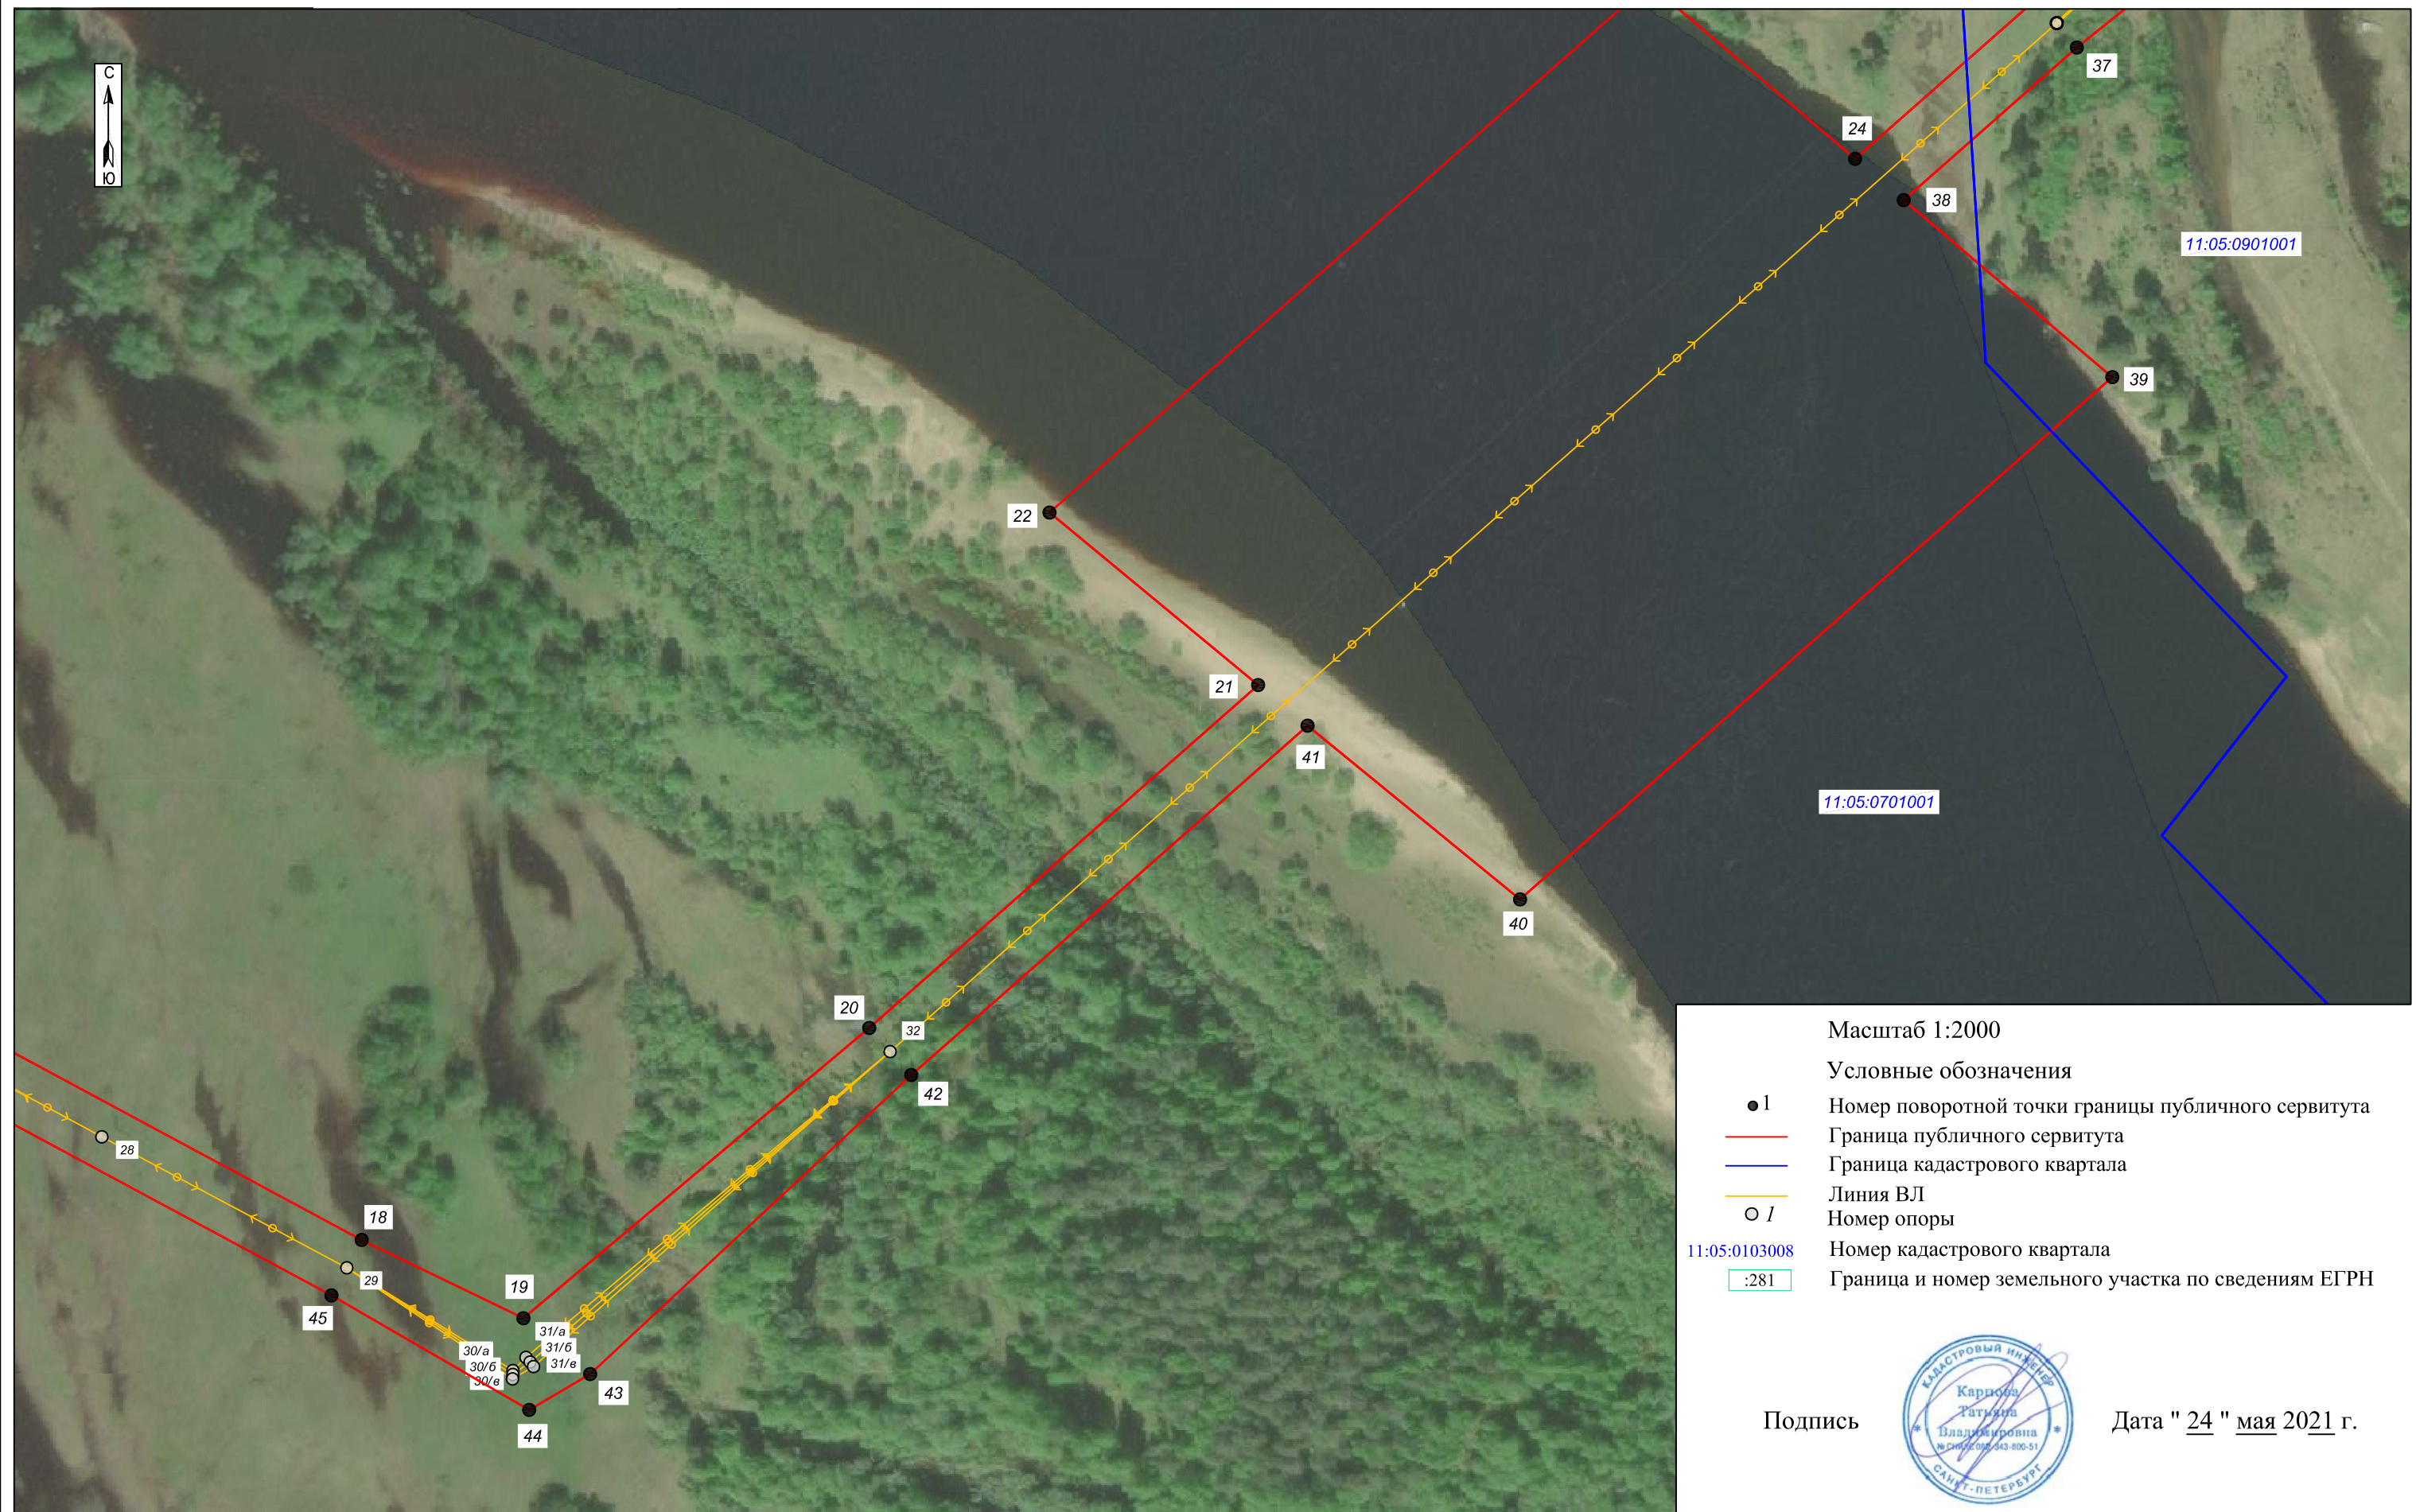 С
Ю
37
24
38
11:05:0901001
39
22
21
41
11:05:0701001
40
20
32
42
28
18
29
19
45
31/а
30/а
31/б
30/б
31/в
30/в
43
44
Масштаб 1:2000
Условные обозначения
1 Номер поворотной точки границы публичного сервитута
Граница публичного сервитута
Граница кадастрового квартала
Линия ВЛ
1 Номер опоры
11:05:0103008 Номер кадастрового квартала
:281 Граница и номер земельного участка по сведениям ЕГРН
КАДАСТРОВЫЙ ИНЖЕНЕР
Карпова
Татьяна
Владимировна
САНКТ-ПЕТЕРБУРГ
Подпись
Дата " 24 " мая 2021 г.